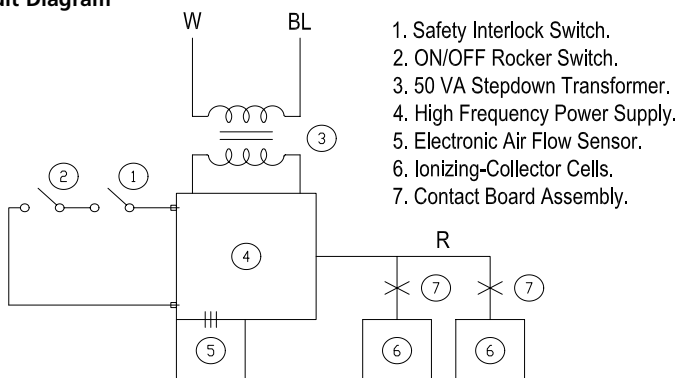 W BL
1. Safety Interlock Switch.
2. ON/OFF Rocker Switch.
3. 50 VA Stepdown Transformer.
4. High Frequency Power Supply.
5. Electronic Air Flow Sensor.
6. Ionizing-Collector Cells.
7. Contact Board Assembly.
3
2 1
R
4
7 7
5
6 6